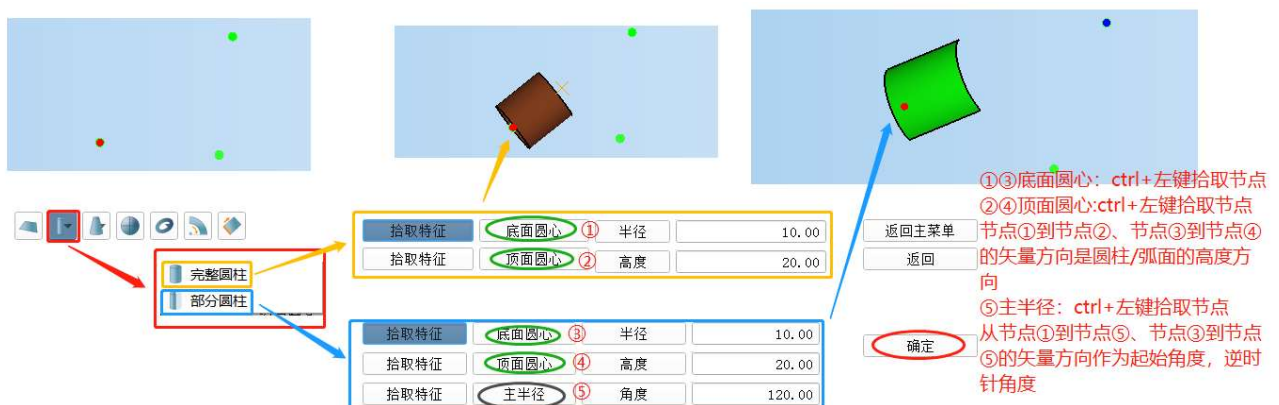 完整圆柱
部分圆柱
拾取特征 底面圆心 ① 半径 10.00
拾取特征 顶面圆心 ② 高度 20.00
拾取特征 底面圆心 ③ 半径 10.00
拾取特征 顶面圆心 ④ 高度 20.00
拾取特征 主半径 ⑤ 角度 120.00
返回主菜单
返回
确定
①③底面圆心：ctrl+左键拾取节点
②④顶面圆心:ctrl+左键拾取节点
节点①到节点②、节点③到节点④
的矢量方向是圆柱/弧面的高度方
向
⑤主半径：ctrl+左键拾取节点
从节点①到节点⑤、节点③到节点
⑤的矢量方向作为起始角度，逆时
针角度